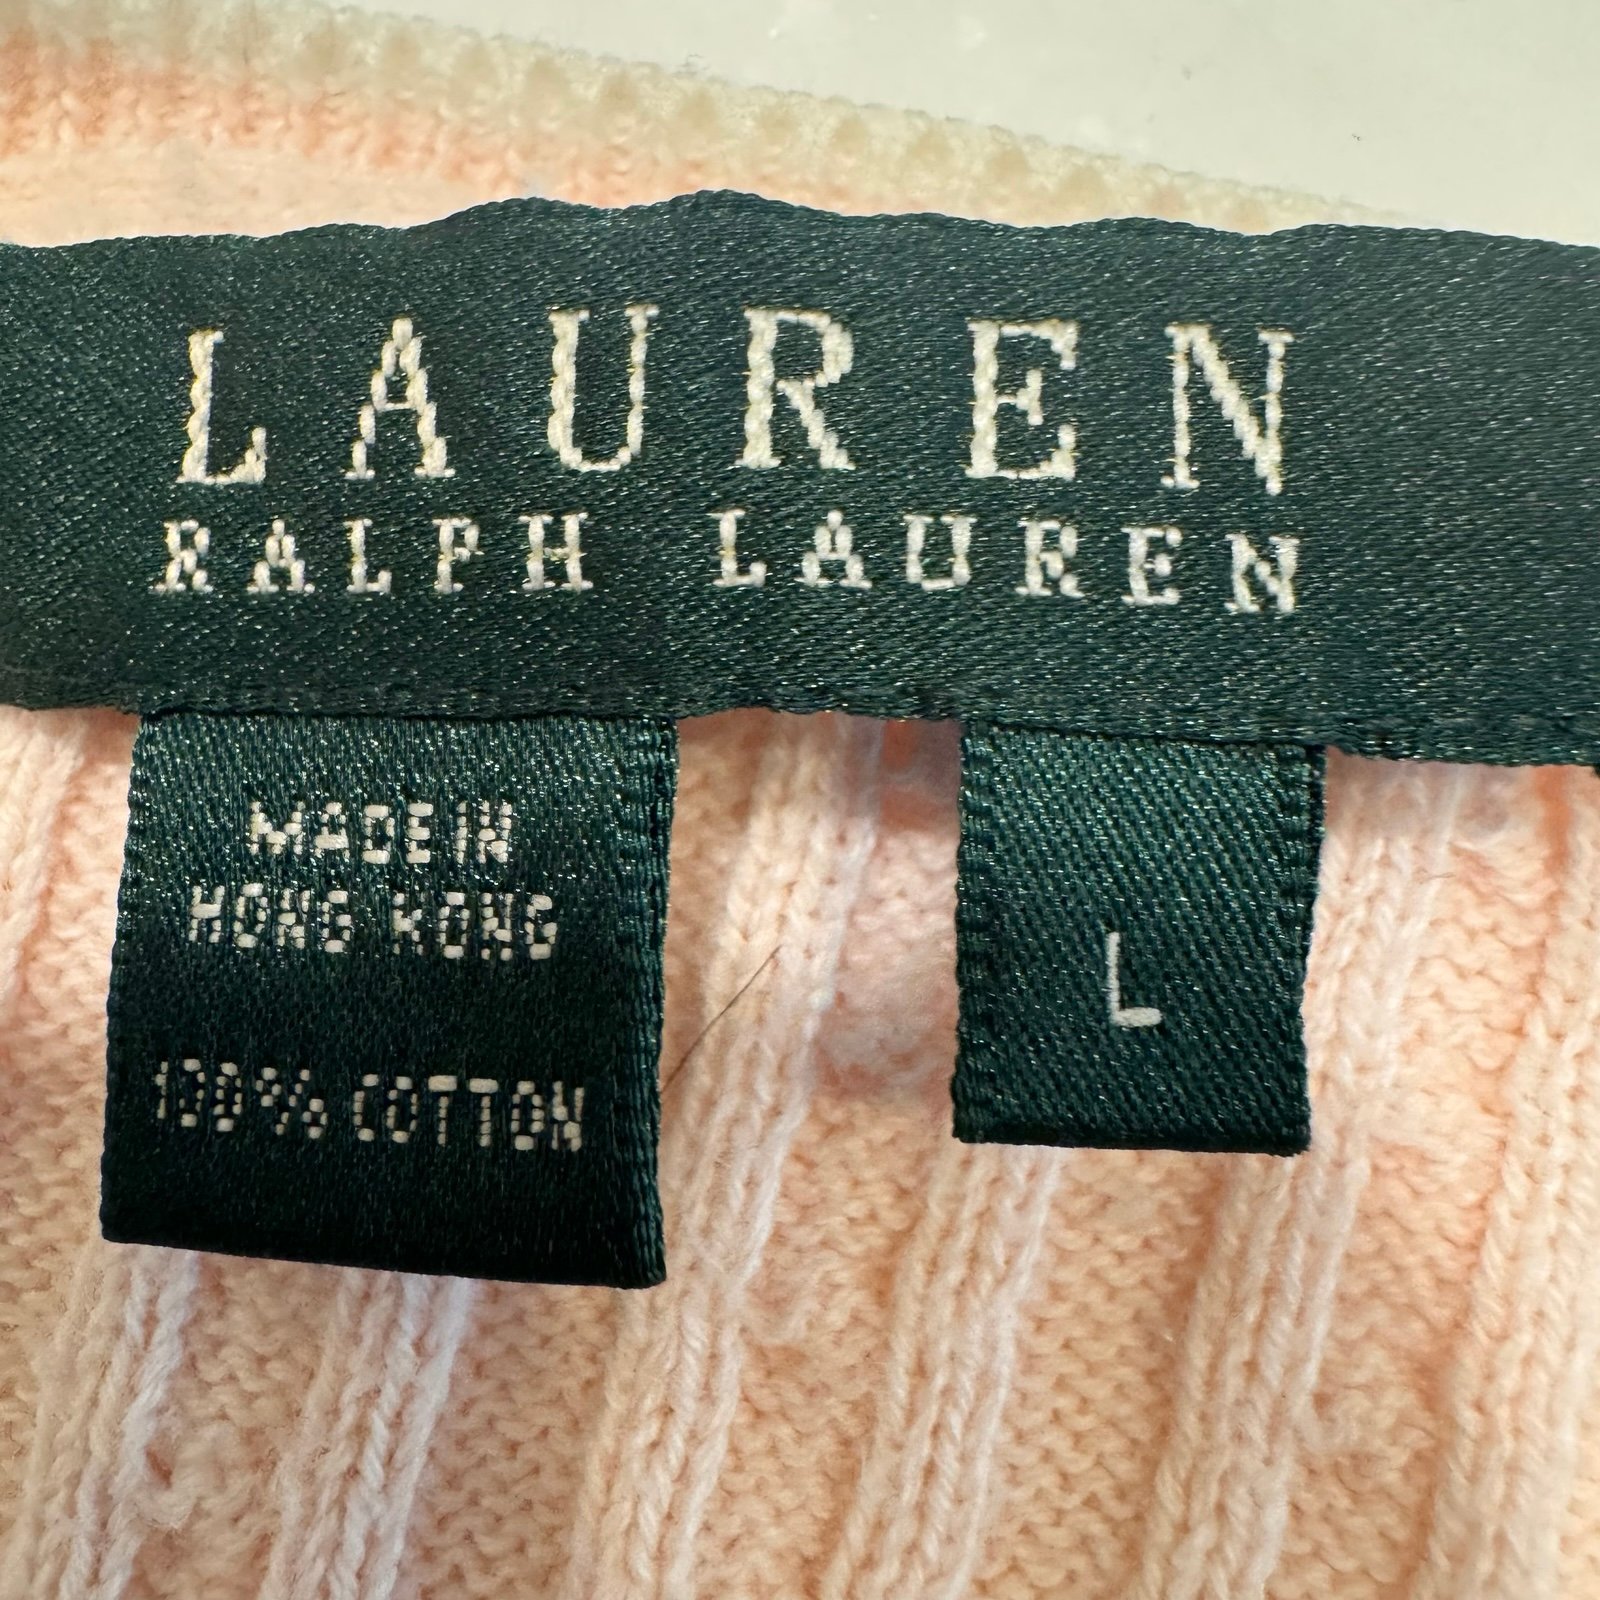 LAUREN
RALPH LAUREN
MADE IN
HONG KONG
100% COTTON
L